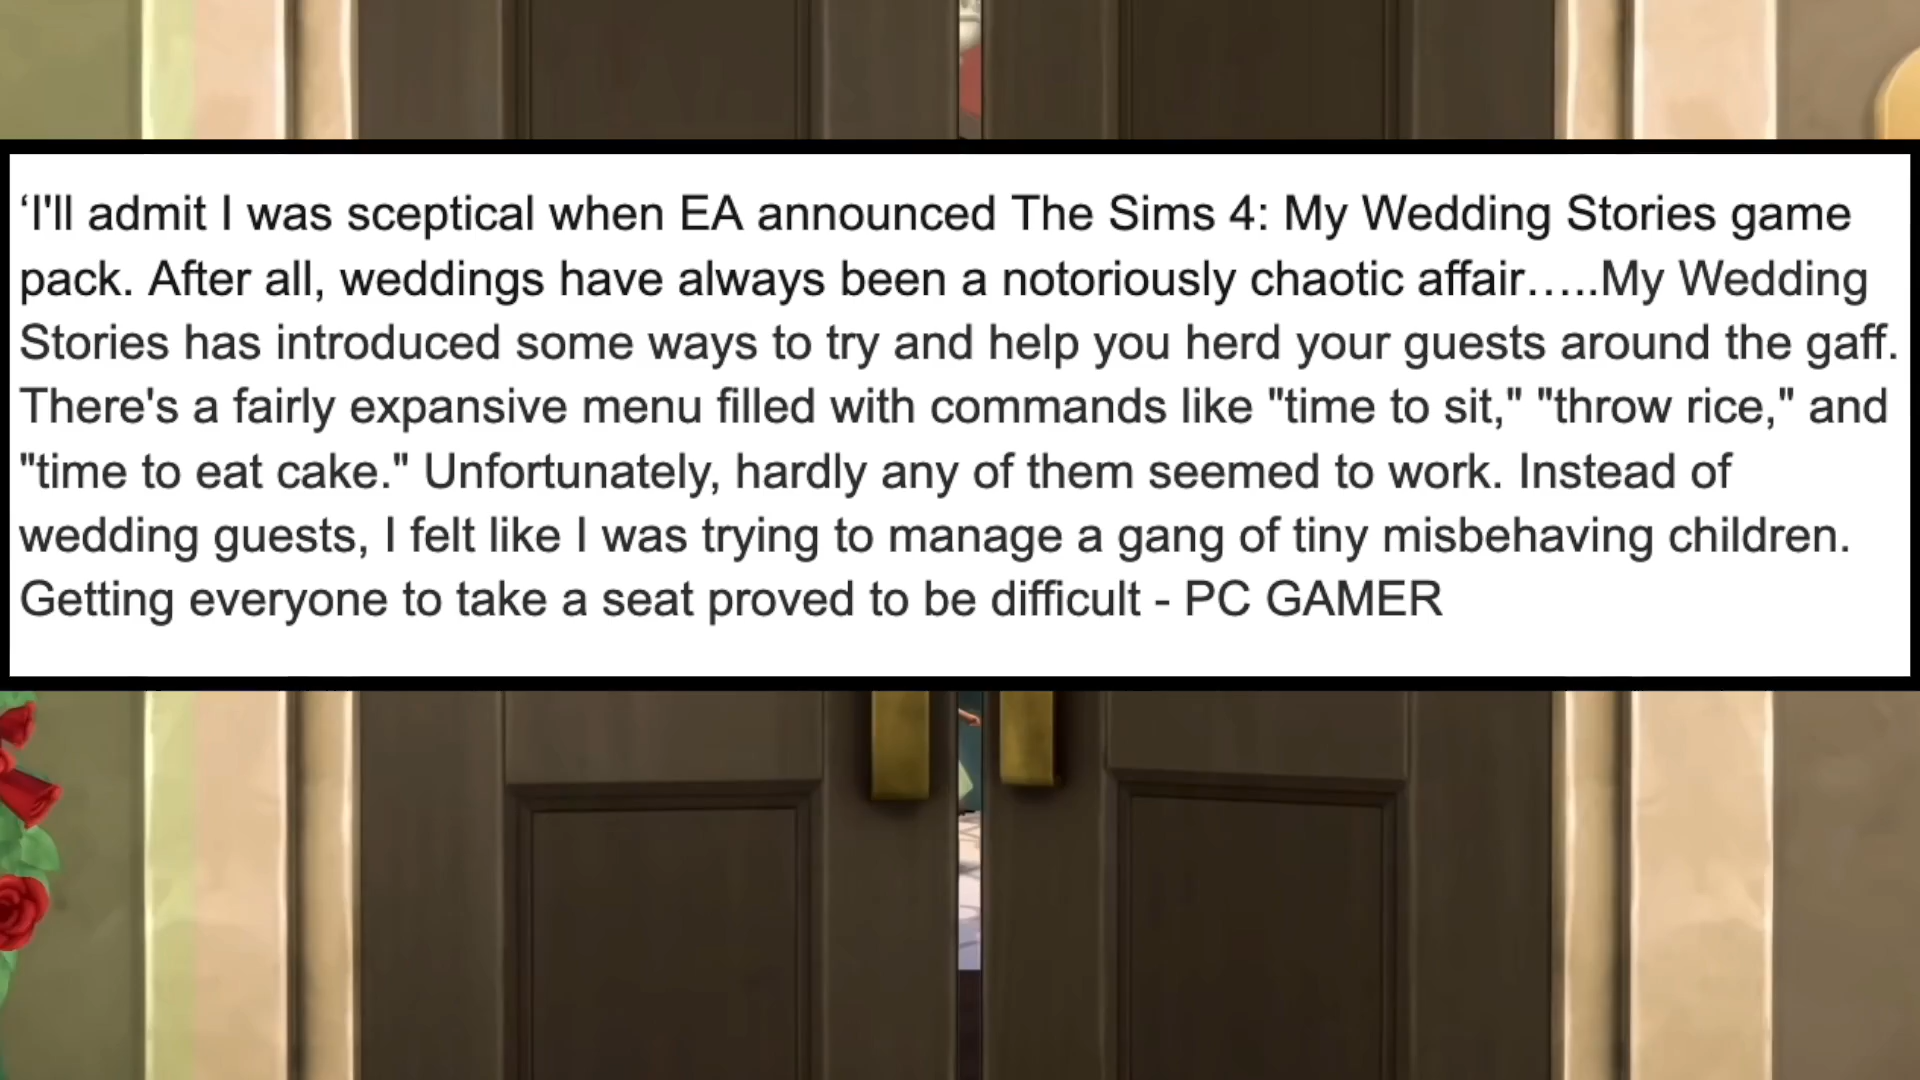 ‘I'll admit I was sceptical when EA announced The Sims 4: My Wedding Stories game
pack. After all, weddings have always been a notoriously chaotic affair…..My Wedding
Stories has introduced some ways to try and help you herd your guests around the gaff.
There's a fairly expansive menu filled with commands like "time to sit," "throw rice," and
"time to eat cake." Unfortunately, hardly any of them seemed to work. Instead of
wedding guests, I felt like I was trying to manage a gang of tiny misbehaving children.
Getting everyone to take a seat proved to be difficult - PC GAMER